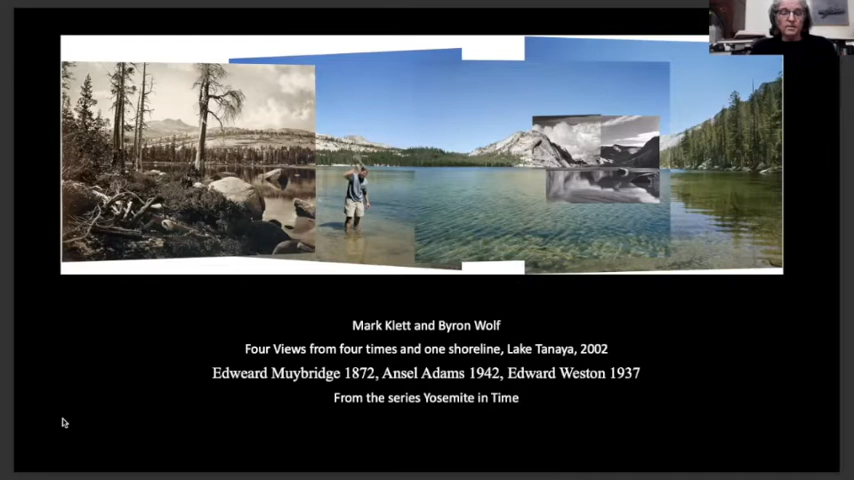 Mark Klett and Byron Wolf
Four Views from four times and one shoreline, Lake Tanaya, 2002
Edweard Muybridge 1872, Ansel Adams 1942, Edward Weston 1937
From the series Yosemite in Time